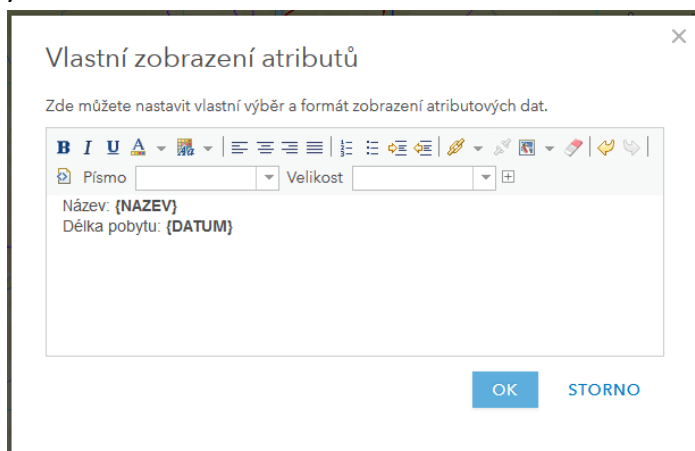 Vlastní zobrazení atributů
Zde můžete nastavit vlastní výběr a formát zobrazení atributových dat.
B I U A Aa
Písmo Velikost
Název: {NAZEV}
Délka pobytu: {DATUM}
OK STORNO